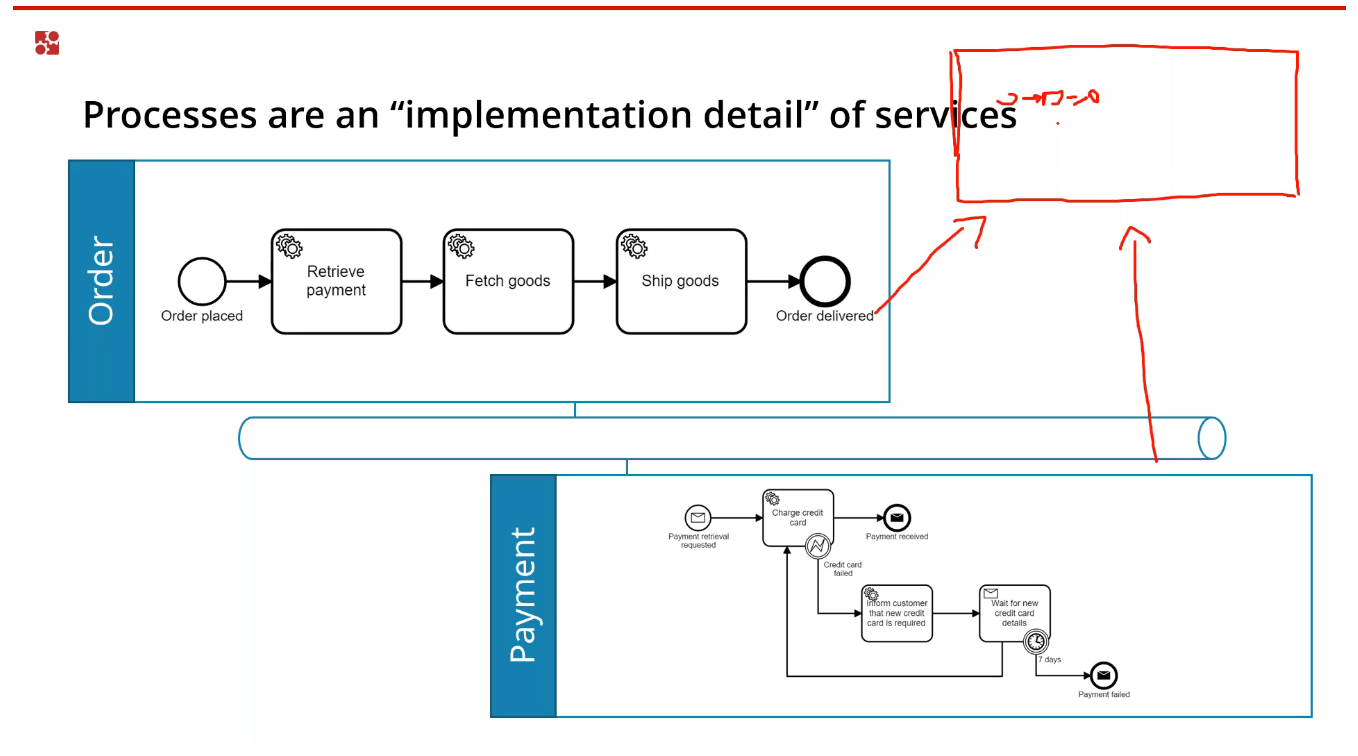 Processes are an “implementation detail” of services
Order
Retrieve
payment
Fetch goods
Ship goods
Order placed
Order delivered
Payment
Charge credit
card
Payment retrieval
requested
Payment received
Credit card
failed
Inform customer
that new credit
card is required
Wait for new
credit card
details
7 days
Payment failed